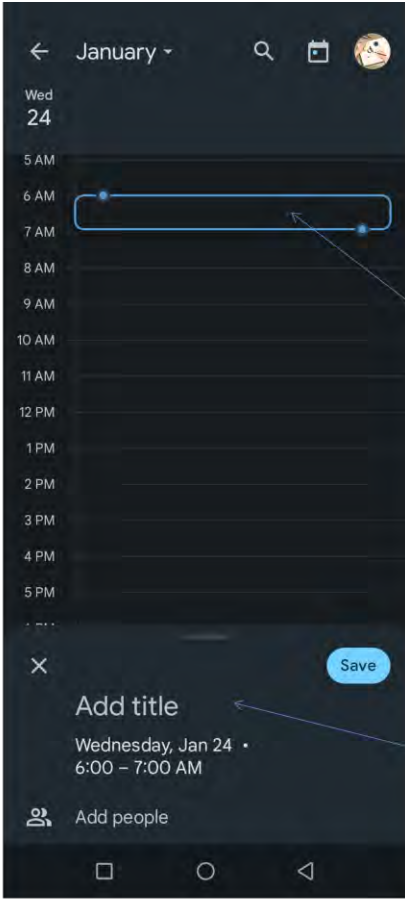 January
Wed
24
5 AM
6 AM
7 AM
8 AM
9 AM
10 AM
11 AM
12 PM
1 PM
2 PM
3 PM
4 PM
5 PM
Save
Add title
Wednesday, Jan 24 •
6:00 – 7:00 AM
Add people